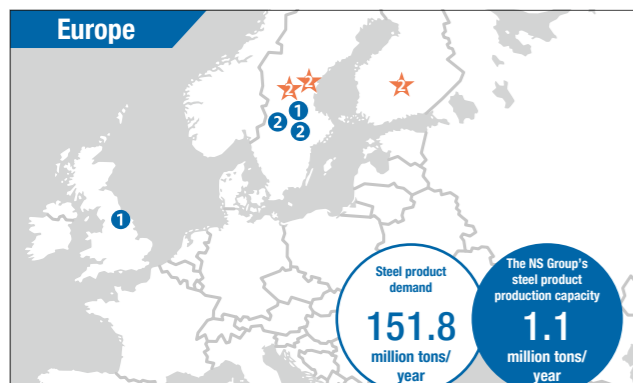 Europe
2
2
2
1
2
2
1
Steel product
demand
151.8
million tons/
year
The NS Group's
steel product
production capacity
1.1
million tons/
year